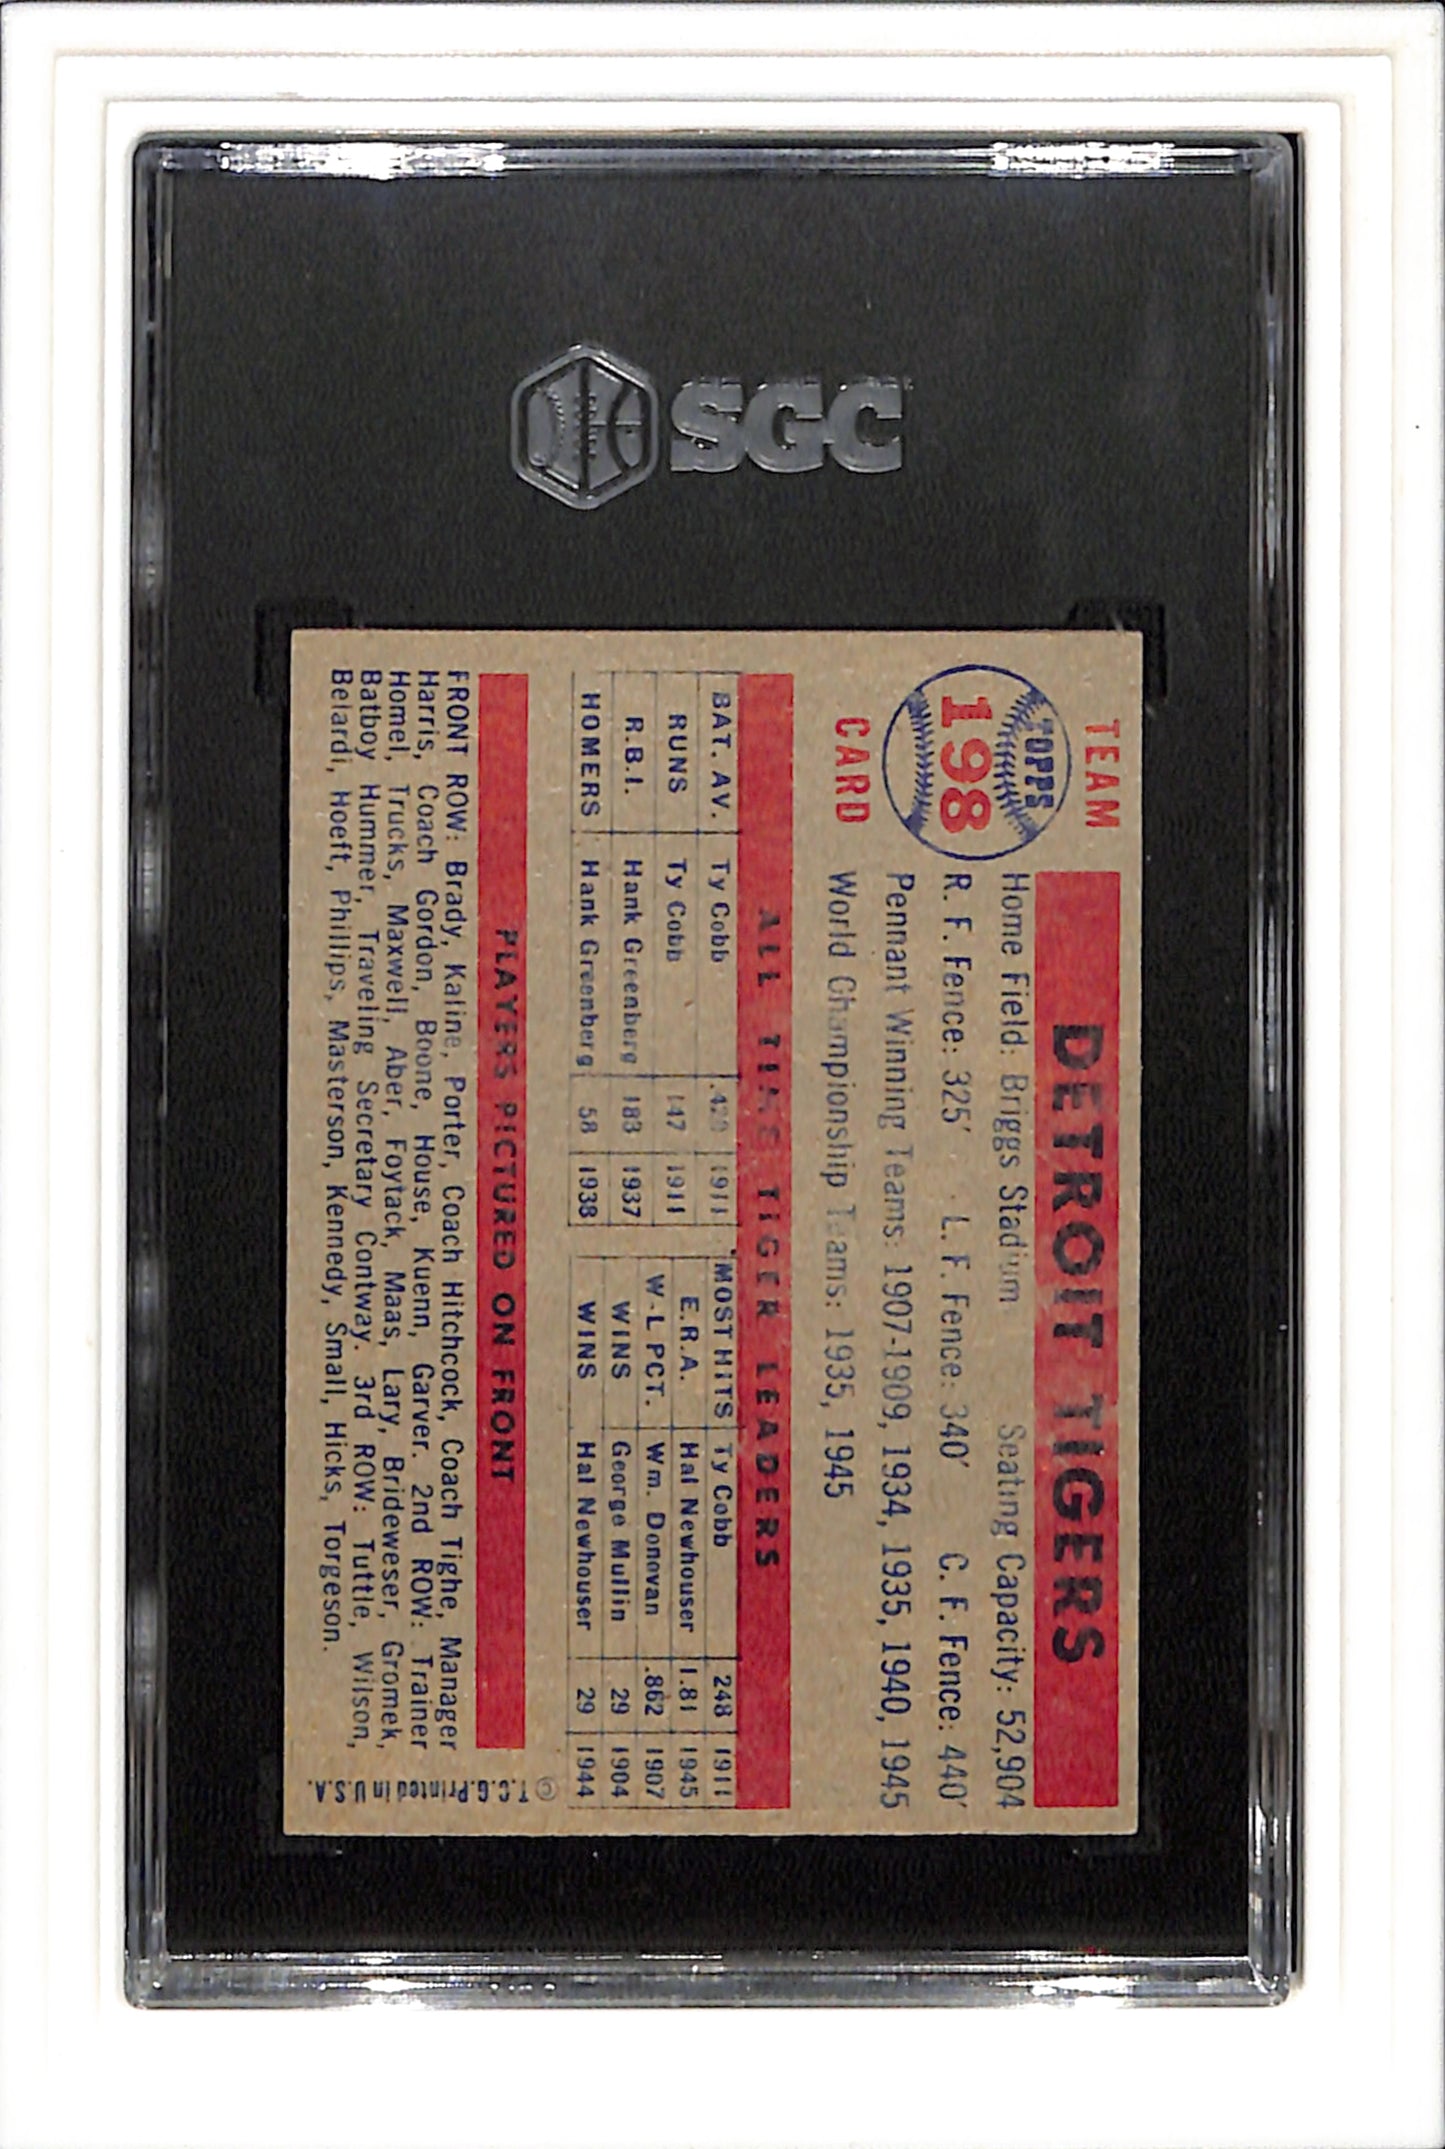 SGC
TEAM
TOPPS
198
CARD
DETROIT TIGERS
Home Field: Briggs Stadium Seating Capacity: 52,904
R. F. Fence: 325′ L. F. Fence: 340′ C. F. Fence: 440′
Pennant Winning Teams: 1907-1909, 1934, 1935, 1940, 1945
World Championship Teams: 1935, 1945
ALL TIME TIGER LEADERS
BAT. AV. Ty Cobb .420 1911
RUNS Ty Cobb 147 1911
R.B.I. Hank Greenberg 183 1937
HOMERS Hank Greenberg 58 1938
MOST HITS Ty Cobb 248 1911
E.R.A. Hal Newhouser 1.81 1945
W-L PCT. Wm. Donovan .862 1907
WINS George Mullin 29 1904
WINS Hal Newhouser 29 1944
PLAYERS PICTURED ON FRONT
FRONT ROW: Brady, Kaline, Porter, Coach Hitchcock, Coach Tighe, Manager
Harris, Coach Gordon, Boone, House, Kuenn, Garver. 2nd ROW: Trainer
Homel, Trucks, Maxwell, Aber, Foytack, Maas, Lary, Brideweser, Gromek,
Batboy Hummer, Traveling Secretary Contway. 3rd ROW: Tuttle, Wilson,
Belardi, Hoeft, Phillips, Masterson, Kennedy, Small, Hicks, Torgeson.
© T.C.G. Printed in U.S.A.